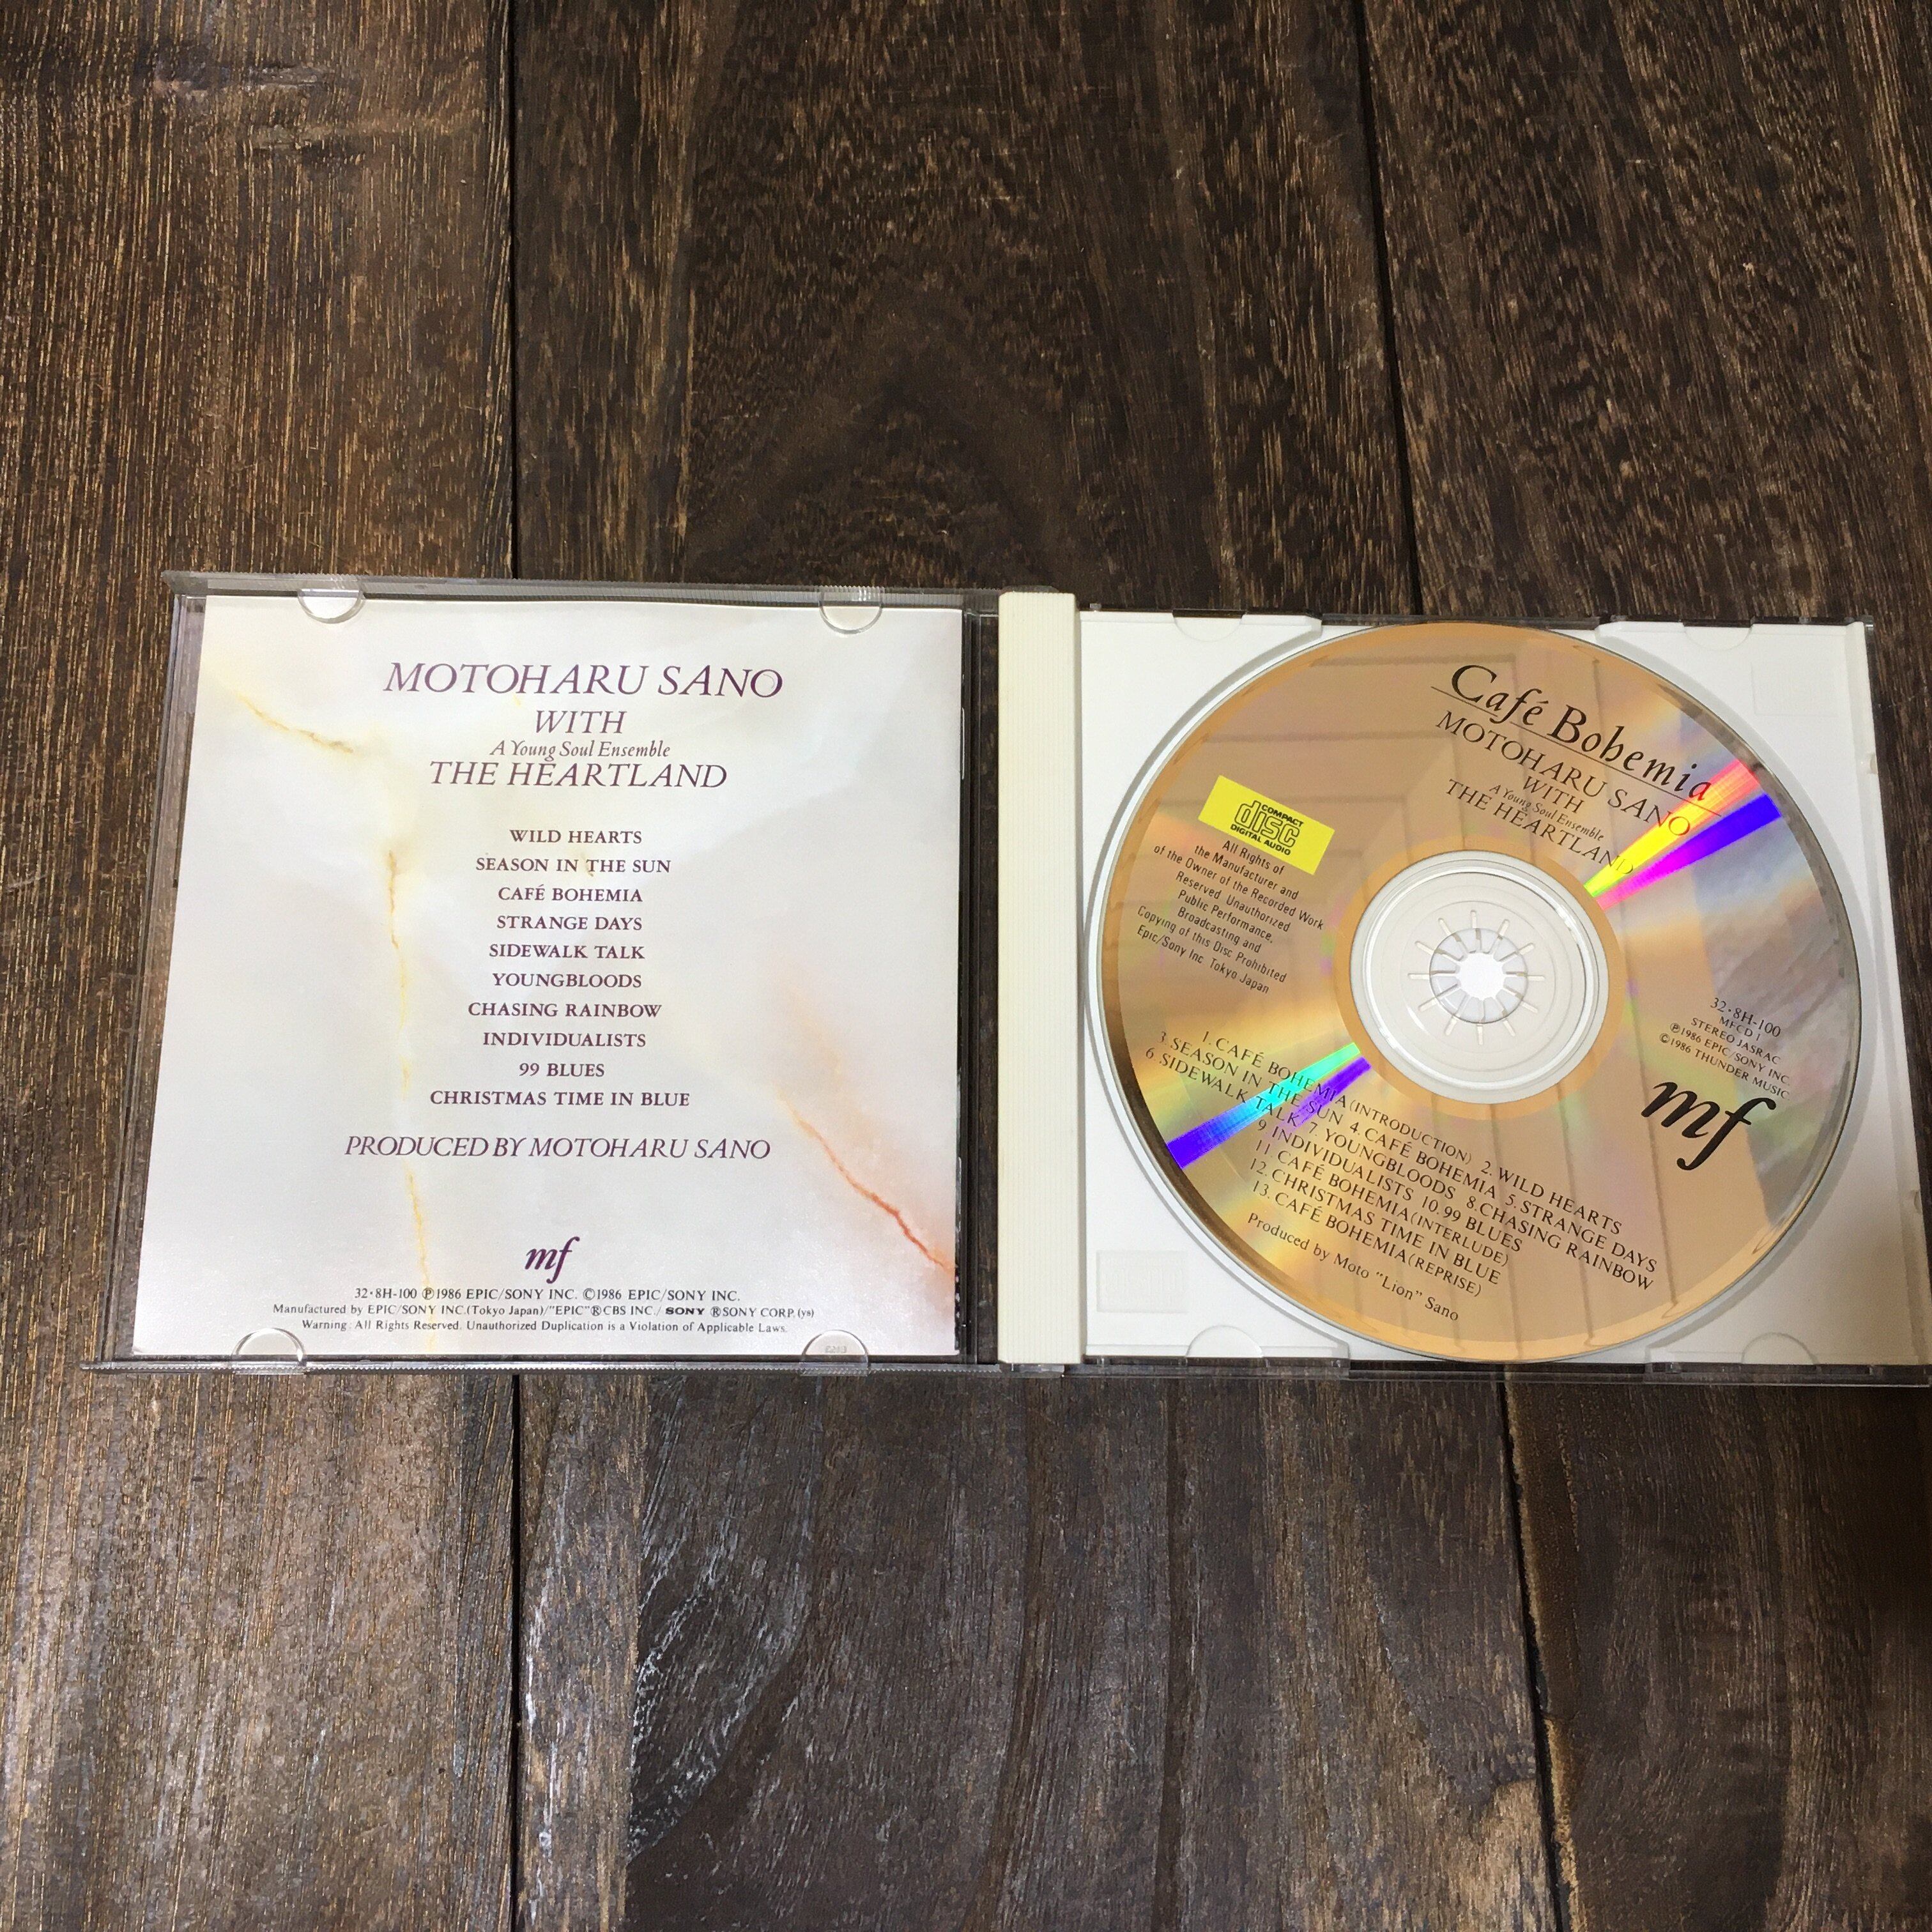 MOTOHARU SANO
WITH
A Young Soul Ensemble
THE HEARTLAND
WILD HEARTS
SEASON IN THE SUN
CAFÉ BOHEMIA
STRANGE DAYS
SIDEWALK TALK
YOUNGBLOODS
CHASING RAINBOW
INDIVIDUALISTS
99 BLUES
CHRISTMAS TIME IN BLUE
PRODUCED BY MOTOHARU SANO
mf
32・8H-100 Ⓟ1986 EPIC/SONY INC. ©1986 EPIC/SONY INC.
Manufactured by EPIC/SONY INC.(Tokyo Japan)/"EPIC"®CBS INC./ SONY ®SONY CORP. (y8)
Warning: All Rights Reserved. Unauthorized Duplication is a Violation of Applicable Laws.
Café Bohemia
MOTOHARU SANO
WITH
A Young Soul Ensemble
THE HEARTLAND
COMPACT
disc
DIGITAL AUDIO
All Rights of
the Manufacturer and
of the Owner of the Recorded Work
Reserved. Unauthorized
Public Performance,
Broadcasting and
Copying of this Disc Prohibited
Epic/Sony Inc. Tokyo Japan
32・8H-100
MFCD 1
STEREO JASRAC
Ⓟ1986 EPIC/SONY INC.
©1986 THUNDER MUSIC
mf
1. CAFÉ BOHEMIA(INTRODUCTION) 2. WILD HEARTS
3. SEASON IN THE SUN 4. CAFÉ BOHEMIA 5. STRANGE DAYS
6. SIDEWALK TALK 7. YOUNGBLOODS 8. CHASING RAINBOW
9. INDIVIDUALISTS 10. 99 BLUES
11. CAFÉ BOHEMIA(INTERLUDE)
12. CHRISTMAS TIME IN BLUE
13. CAFÉ BOHEMIA(REPRISE)
Produced by Moto "Lion" Sano